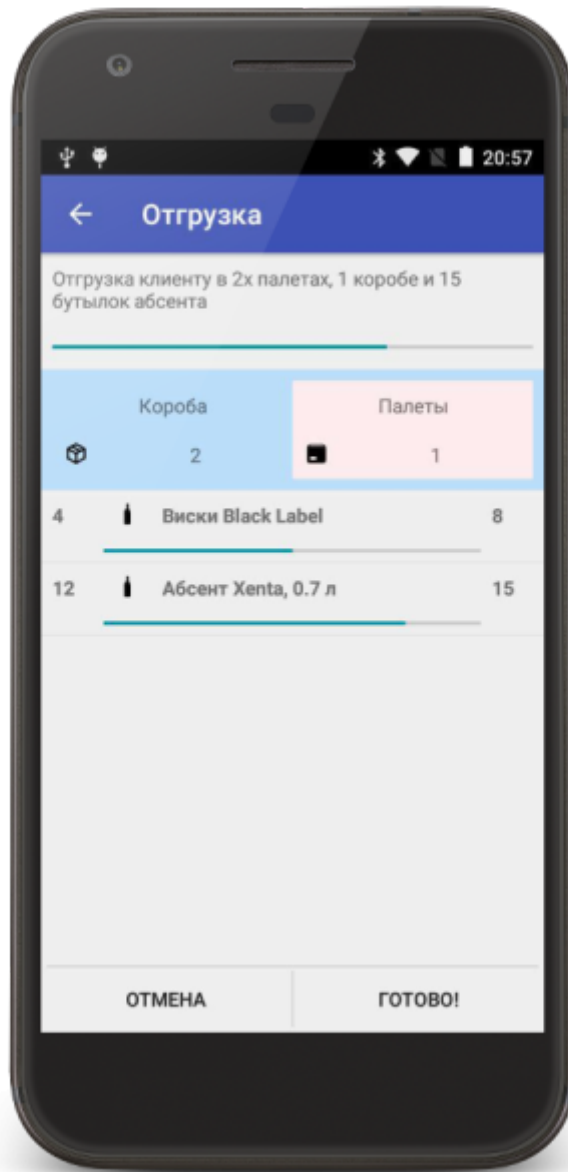 20:57
Отгрузка
Отгрузка клиенту в 2х палетах, 1 коробе и 15
бутылок абсента
Короба
Палеты
2
1
4 Виски Black Label 8
12 Абсент Xenta, 0.7 л 15
ОТМЕНА ГОТОВО!